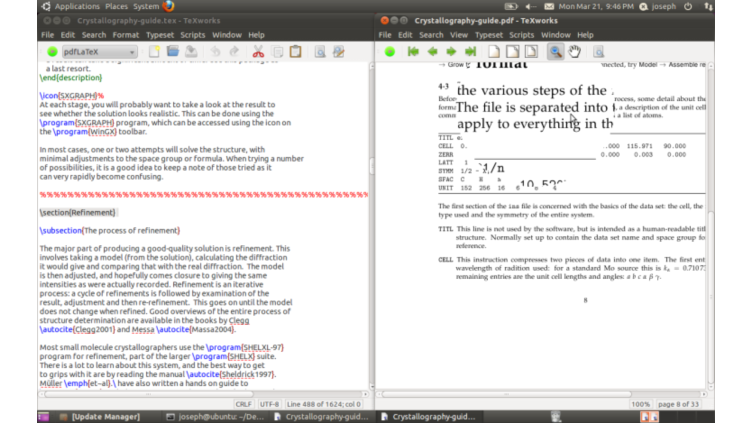 Applications Places System
Mon Mar 21, 9:46 PM joseph
Crystallography-guide.tex - TeXworks
File Edit Search Format Typeset Scripts Window Help
pdfLaTeX
a last resort.
\end{description}
\icon{SXGRAPH}%
At each stage, you will probably want to take a look at the result to
see whether the solution looks realistic. This can be done using the
\program{SXGRAPH} program, which can be accessed using the icon on
the \program{WinGX} toolbar.
In most cases, one or two attempts will solve the structure, with
minimal adjustments to the space group or formula. When trying a number
of possibilities, it is a good idea to keep a note of those tried as it
can very rapidly become confusing.
\section{Refinement}
\subsection{The process of refinement}
The major part of producing a good-quality solution is refinement. This
involves taking a model (from the solution), calculating the diffraction
it would give and comparing that with the real diffraction. The model
is then adjusted, and hopefully comes closure to giving the same
intensities as were actually recorded. Refinement is an iterative
process: a cycle of refinements is followed by examination of the
result, adjustment and then re-refinement. This goes on until the model
does not change when refined. Good overviews of the entire process of
structure determination are available in the books by Clegg
\autocite{Clegg2001} and Messa \autocite{Massa2004}.
Most small molecule crystallographers use the \program{SHELXL-97}
program for refinement, part of the larger \program{SHELX} suite.
There is a lot to learn about this system, and the best way to get
to grips with it are by reading the manual \autocite{Sheldrick1997}.
Müller \emph{et~al}.\ have also written a hands on guide to
CRLF UTF-8 Line 488 of 1624; col 0
Crystallography-guide.pdf - TeXworks
File Edit Search View Typeset Scripts Window Help
→ Grow format nected, try Model → Assemble
4-3 the various steps of the
Before rocess, some detail about the
The file is separated into
a description of the unit cell
a list of atoms.
apply to everything in th
TITL
CELL 0. .000 115.971 90.000
ZERR 0.000 0.003 0.000
LATT 1
SYMM 1/2 1/n
SFAC C H
UNIT 152 256 16
The first section of the ins file is concerned with the basics of the data set: the cell, the
type used and the symmetry of the entire system.
TITL This line is not used by the software, but is intended as a human-readable
structure. Normally set up to contain the data set name and space group
reference.
CELL This instruction compresses two pieces of data into one item. The first
wavelength of radition used: for a standard Mo source this is
remaining entries are the unit cell lengths and angles: a b c α β γ.
8
100% page 8 of 33
[Update Manager] joseph@ubuntu: ~/De... Crystallography-guid... Crystallography-guid...